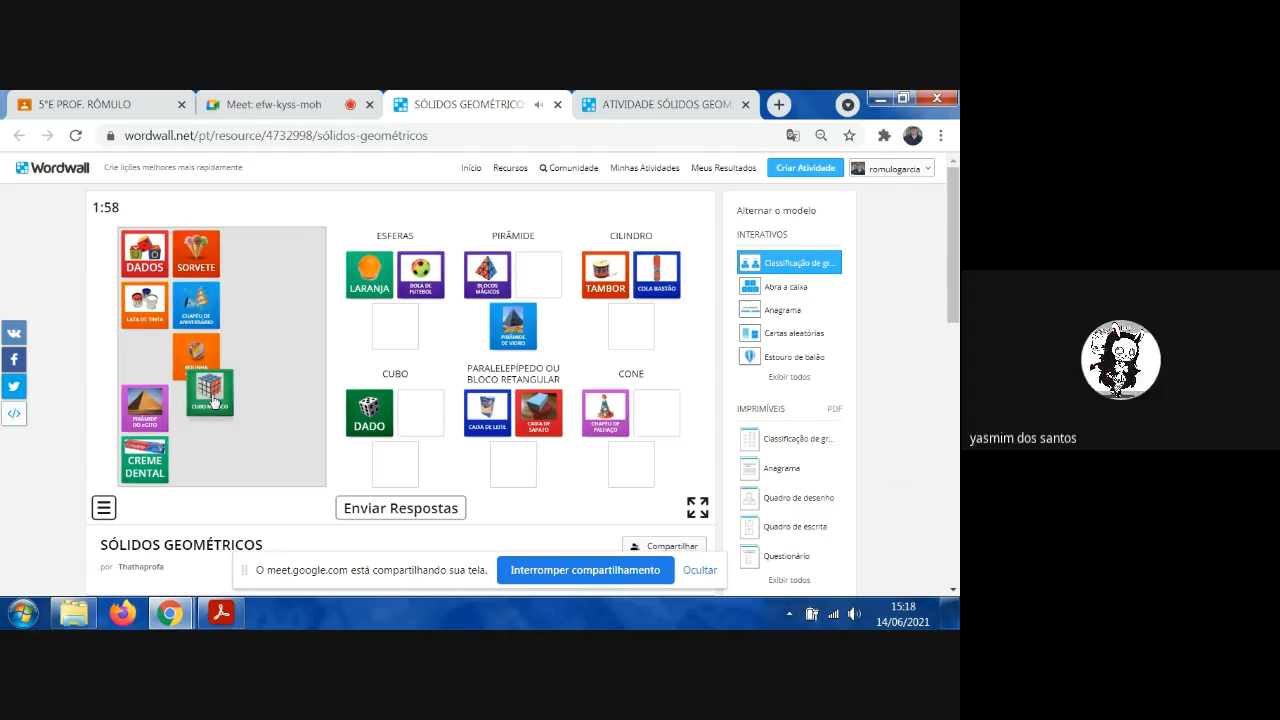 5°E PROF. RÔMULO
Meet: efw-kyss-moh
SÓLIDOS GEOMÉTRICO
ATIVIDADE SÓLIDOS GEOM
wordwall.net/pt/resource/4732998/sólidos-geométricos
Wordwall
Crie lições melhores mais rapidamente
Início
Recursos
Comunidade
Minhas Atividades
Meus Resultados
Criar Atividade
romulogarcia
1:58
DADOS
SORVETE
LATA DE TINTA
CHAPÉU DE
ANIVERSÁRIO
BOLINHA
CUBO
PIRÂMIDE
DO EGITO
CREME
DENTAL
ESFERAS
LARANJA
BOLA DE
FUTEBOL
PIRÂMIDE
BLOCOS
MÁGICOS
PIRÂMIDE
DE VIDRO
CILINDRO
TAMBOR
COLA BASTÃO
CUBO
DADO
PARALELEPÍPEDO OU
BLOCO RETANGULAR
CAIXA DE LEITE
CAIXA DE
SAPATO
CONE
CHAPÉU DE
PALHAÇO
Enviar Respostas
SÓLIDOS GEOMÉTRICOS
por Thathaprofa
Compartilhar
Alternar o modelo
INTERATIVOS
Classificação de gr...
Abra a caixa
Anagrama
Cartas aleatórias
Estouro de balão
Exibir todos
IMPRIMÍVEIS
PDF
Classificação de gr...
Anagrama
Quadro de desenho
Quadro de escrita
Questionário
Exibir todos
O meet.google.com está compartilhando sua tela.
Interromper compartilhamento
Ocultar
15:18
14/06/2021
yasmim dos santos